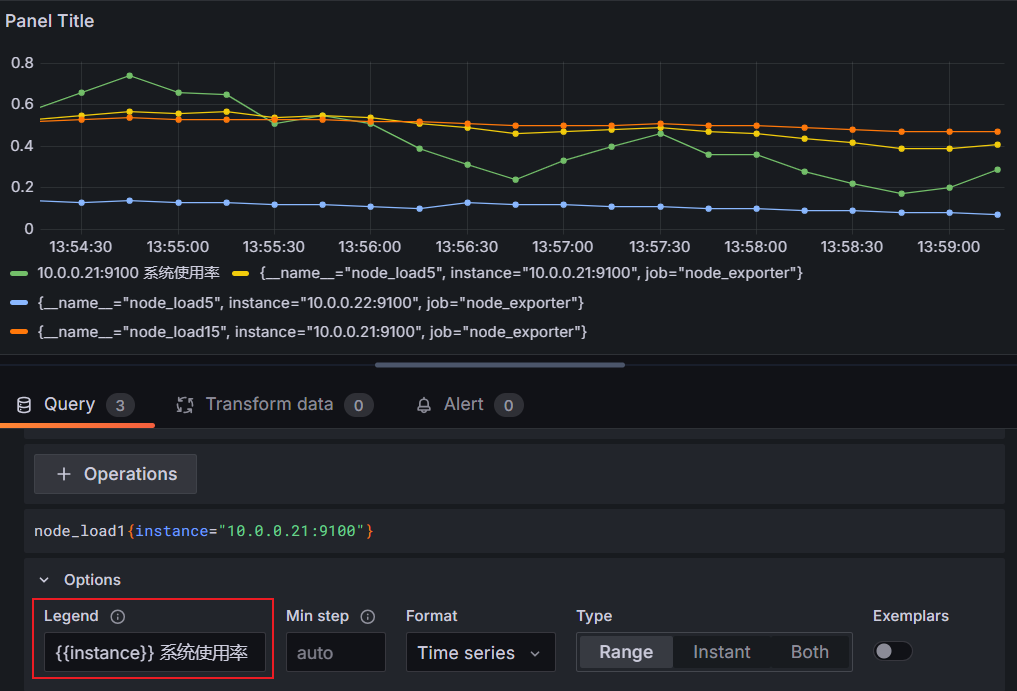 Panel Title
0.8
0.6
0.4
0.2
0
13:54:30 13:55:00 13:55:30 13:56:00 13:56:30 13:57:00 13:57:30 13:58:00 13:58:30 13:59:00
10.0.0.21:9100 系统使用率 {__name__="node_load5", instance="10.0.0.21:9100", job="node_exporter"}
{__name__="node_load5", instance="10.0.0.22:9100", job="node_exporter"}
{__name__="node_load15", instance="10.0.0.21:9100", job="node_exporter"}
Query 3 Transform data 0 Alert 0
+ Operations
node_load1{instance="10.0.0.21:9100"}
Options
Legend Min step Format Type Exemplars
{{instance}} 系统使用率 auto Time series Range Instant Both